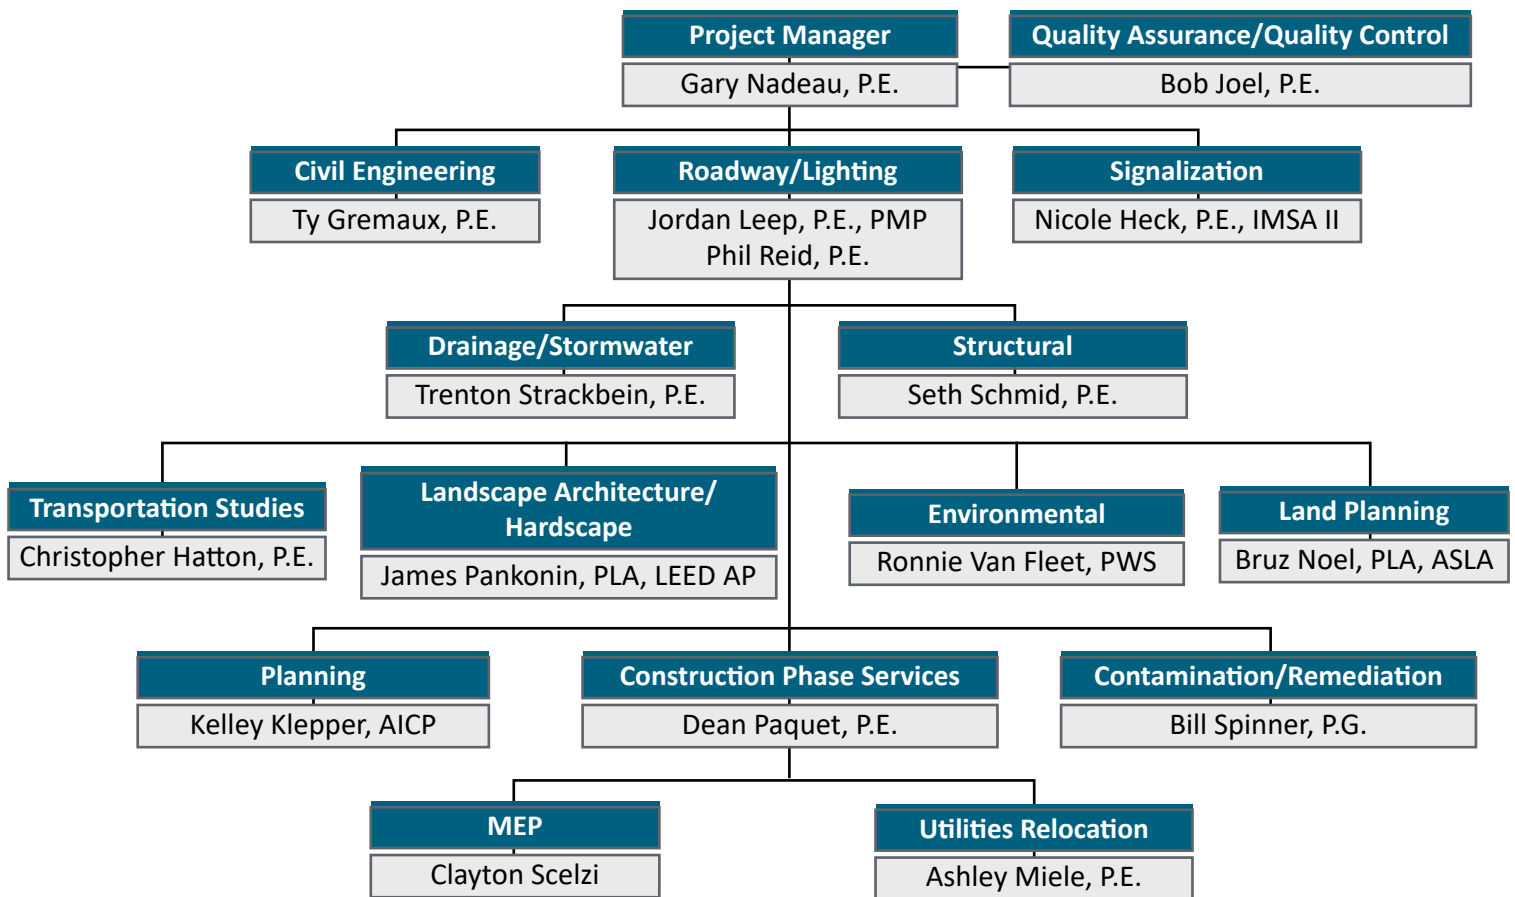 Project Manager
Gary Nadeau, P.E.
Quality Assurance/Quality Control
Bob Joel, P.E.
Civil Engineering
Ty Gremaux, P.E.
Roadway/Lighting
Jordan Leep, P.E., PMP
Phil Reid, P.E.
Signalization
Nicole Heck, P.E., IMSA II
Drainage/Stormwater
Trenton Strackbein, P.E.
Structural
Seth Schmid, P.E.
Transportation Studies
Christopher Hatton, P.E.
Landscape Architecture/
Hardscape
James Pankonin, PLA, LEED AP
Environmental
Ronnie Van Fleet, PWS
Land Planning
Bruz Noel, PLA, ASLA
Planning
Kelley Klepper, AICP
Construction Phase Services
Dean Paquet, P.E.
Contamination/Remediation
Bill Spinner, P.G.
MEP
Clayton Scelzi
Utilities Relocation
Ashley Miele, P.E.